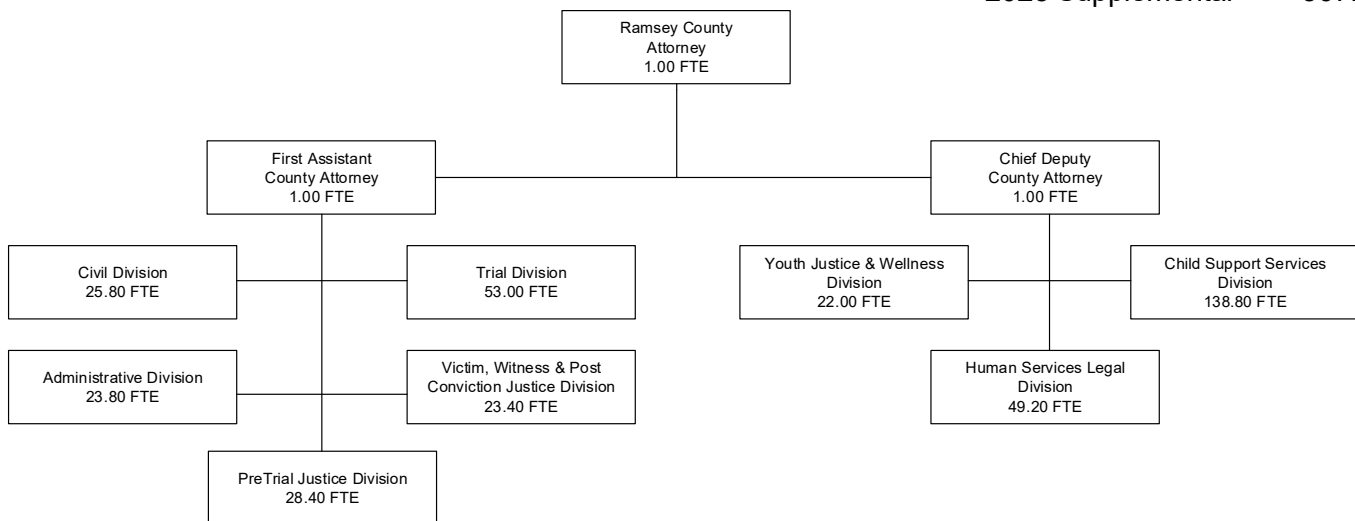 Ramsey County
Attorney
1.00 FTE
First Assistant
County Attorney
1.00 FTE
Chief Deputy
County Attorney
1.00 FTE
Civil Division
25.80 FTE
Trial Division
53.00 FTE
Youth Justice & Wellness
Division
22.00 FTE
Child Support Services
Division
138.80 FTE
Administrative Division
23.80 FTE
Victim, Witness & Post
Conviction Justice Division
23.40 FTE
Human Services Legal
Division
49.20 FTE
PreTrial Justice Division
28.40 FTE